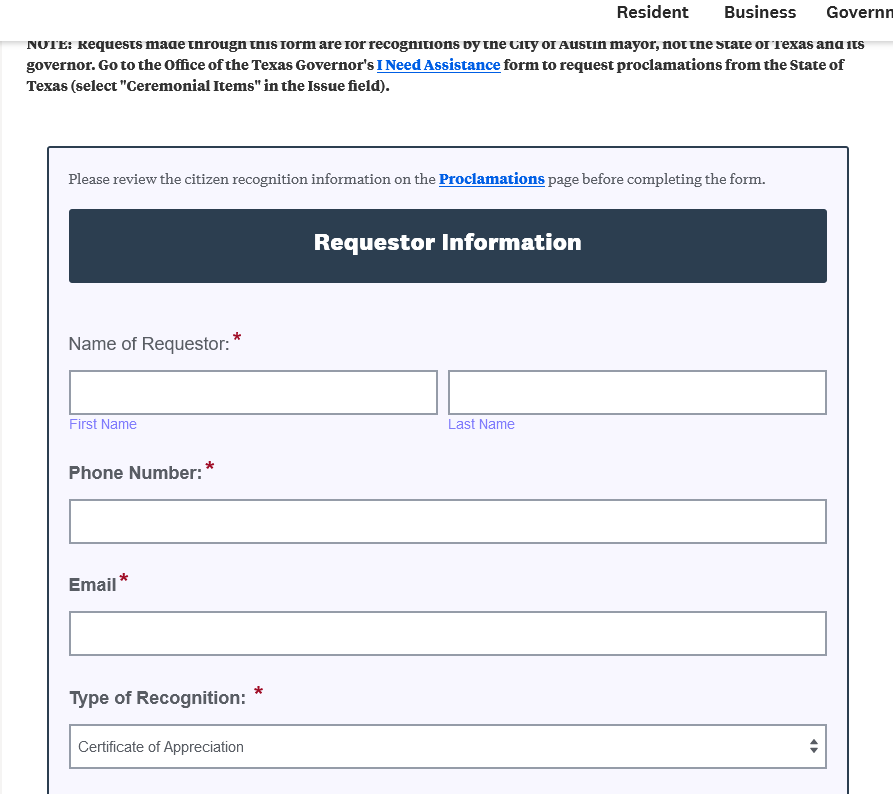 Resident Business Governm
NOTE: Requests made through this form are for recognitions by the City of Austin mayor, not the State of Texas and its
governor. Go to the Office of the Texas Governor's I Need Assistance form to request proclamations from the State of
Texas (select "Ceremonial Items" in the Issue field).
Please review the citizen recognition information on the Proclamations page before completing the form.
Requestor Information
Name of Requestor: *
First Name Last Name
Phone Number: *
Email *
Type of Recognition: *
Certificate of Appreciation